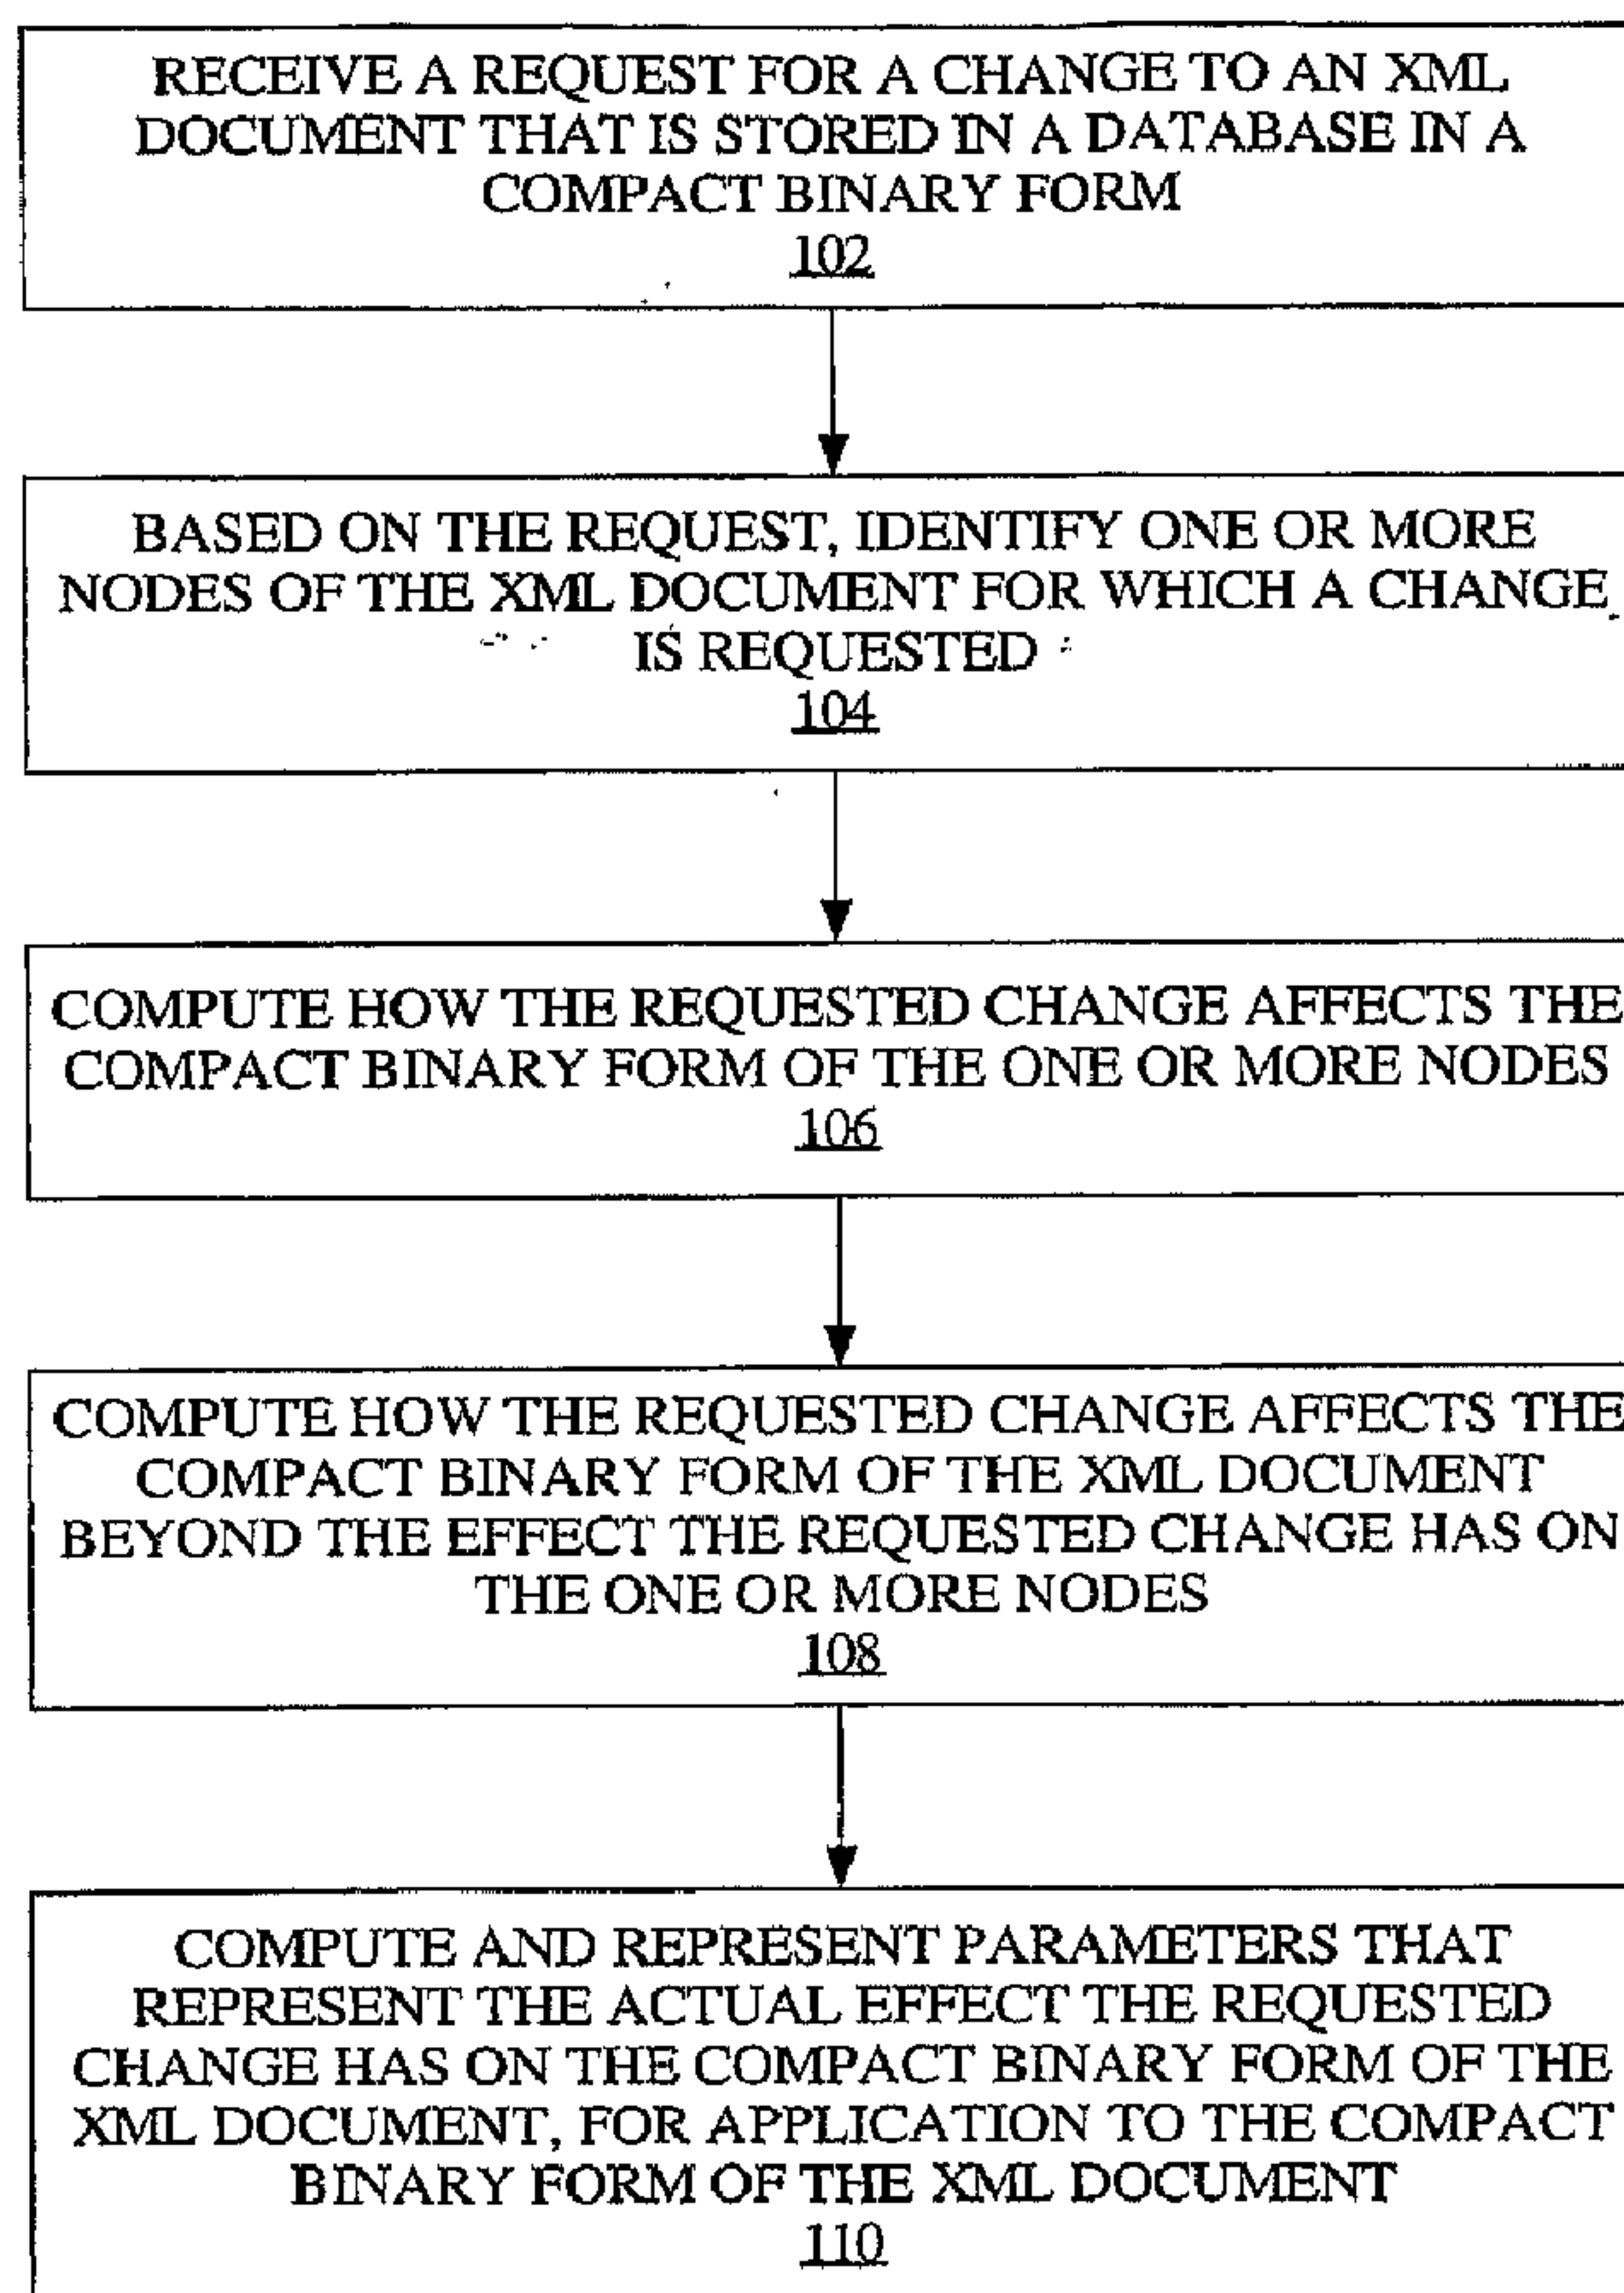 RECEIVE A REQUEST FOR A CHANGE TO AN XML
DOCUMENT THAT IS STORED IN A DATABASE IN A
COMPACT BINARY FORM
102
BASED ON THE REQUEST, IDENTIFY ONE OR MORE
NODES OF THE XML DOCUMENT FOR WHICH A CHANGE
IS REQUESTED
104
COMPUTE HOW THE REQUESTED CHANGE AFFECTS THE
COMPACT BINARY FORM OF THE ONE OR MORE NODES
106
COMPUTE HOW THE REQUESTED CHANGE AFFECTS THE
COMPACT BINARY FORM OF THE XML DOCUMENT
BEYOND THE EFFECT THE REQUESTED CHANGE HAS ON
THE ONE OR MORE NODES
108
COMPUTE AND REPRESENT PARAMETERS THAT
REPRESENT THE ACTUAL EFFECT THE REQUESTED
CHANGE HAS ON THE COMPACT BINARY FORM OF THE
XML DOCUMENT, FOR APPLICATION TO THE COMPACT
BINARY FORM OF THE XML DOCUMENT
110